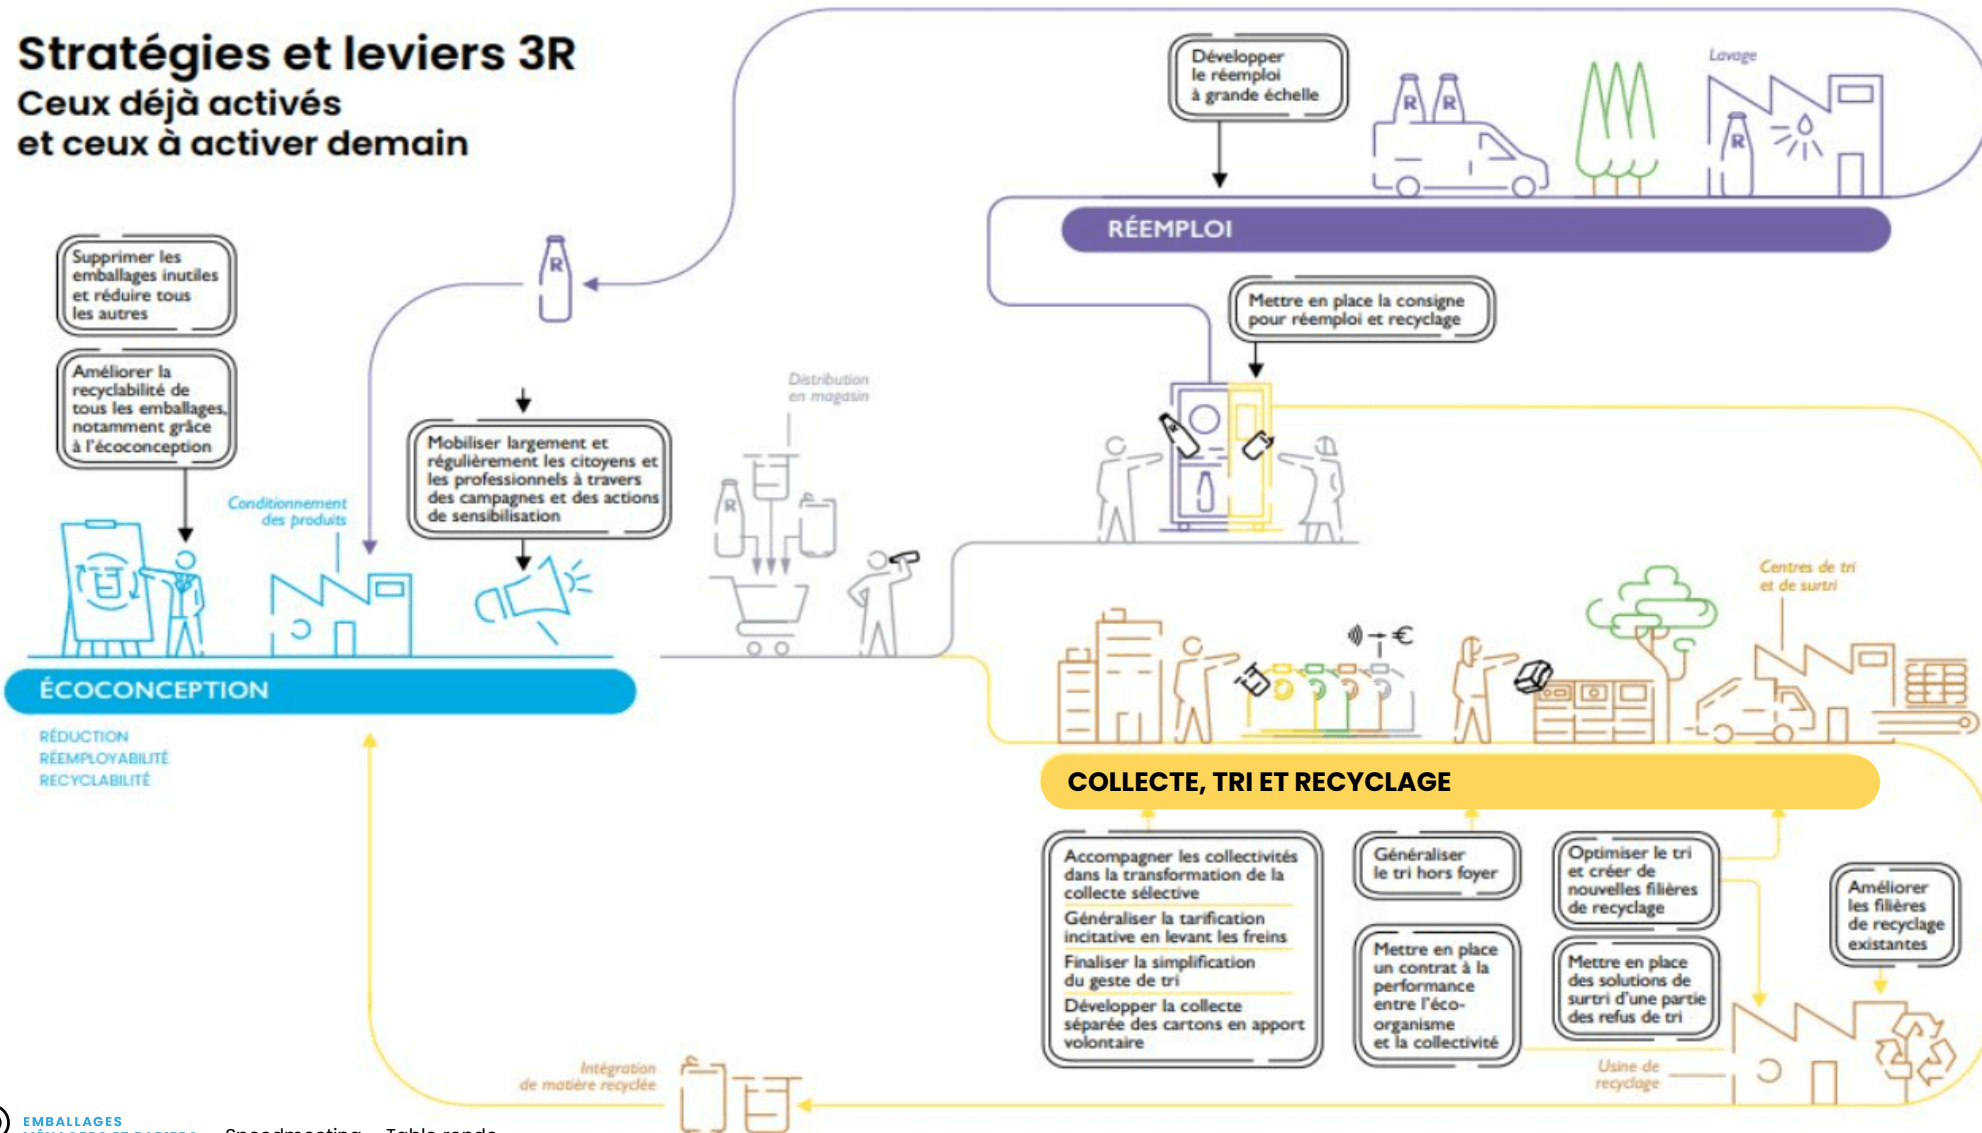 Stratégies et leviers 3R
Ceux déjà activés
et ceux à activer demain
Développer
le réemploi
à grande échelle
R
R
Lavage
R
RÉEMPLOI
Supprimer les
emballages inutiles
et réduire tous
les autres
R
Améliorer la
recyclabilité de
tous les emballages,
notamment grâce
à l'écoconception
Mettre en place la consigne
pour réemploi et recyclage
Distribution
en magasin
Mobiliser largement et
régulièrement les citoyens et
les professionnels à travers
des campagnes et des actions
de sensibilisation
Conditionnement
des produits
R
R
Centres de tri
et de surtri
€
ÉCOCONCEPTION
RÉDUCTION
RÉEMPLOYABILITÉ
RECYCLABILITÉ
COLLECTE, TRI ET RECYCLAGE
Accompagner les collectivités
dans la transformation de la
collecte sélective
Généraliser la tarification
incitative en levant les freins
Finaliser la simplification
du geste de tri
Développer la collecte
séparée des cartons en apport
volontaire
Généraliser
le tri hors foyer
Mettre en place
un contrat à la
performance
entre l'éco-
organisme
et la collectivité
Optimiser le tri
et créer de
nouvelles filières
de recyclage
Mettre en place
des solutions de
surtri d'une partie
des refus de tri
Améliorer
les filières
de recyclage
existantes
Usine de
recyclage
Intégration
de matière recyclée
EMBALLAGES
MÉNAGERS ET PAPIERS
Speedmeeting - Table ronde